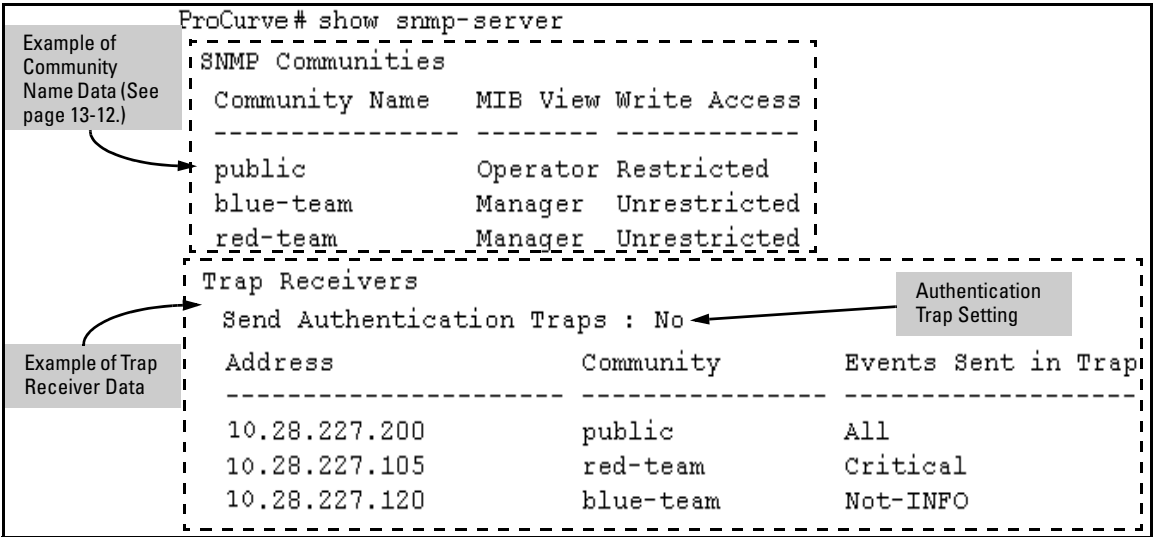 ProCurve# show snmp-server
Example of
Community
Name Data (See
page 13-12.)
SNMP Communities
Community Name MIB View Write Access
---------------- -------- ------------
public Operator Restricted
blue-team Manager Unrestricted
red-team Manager Unrestricted
Trap Receivers
Send Authentication Traps : No
Authentication
Trap Setting
Example of Trap
Receiver Data
Address Community Events Sent in Trap
---------------------- ---------------- -------------------
10.28.227.200 public All
10.28.227.105 red-team Critical
10.28.227.120 blue-team Not-INFO